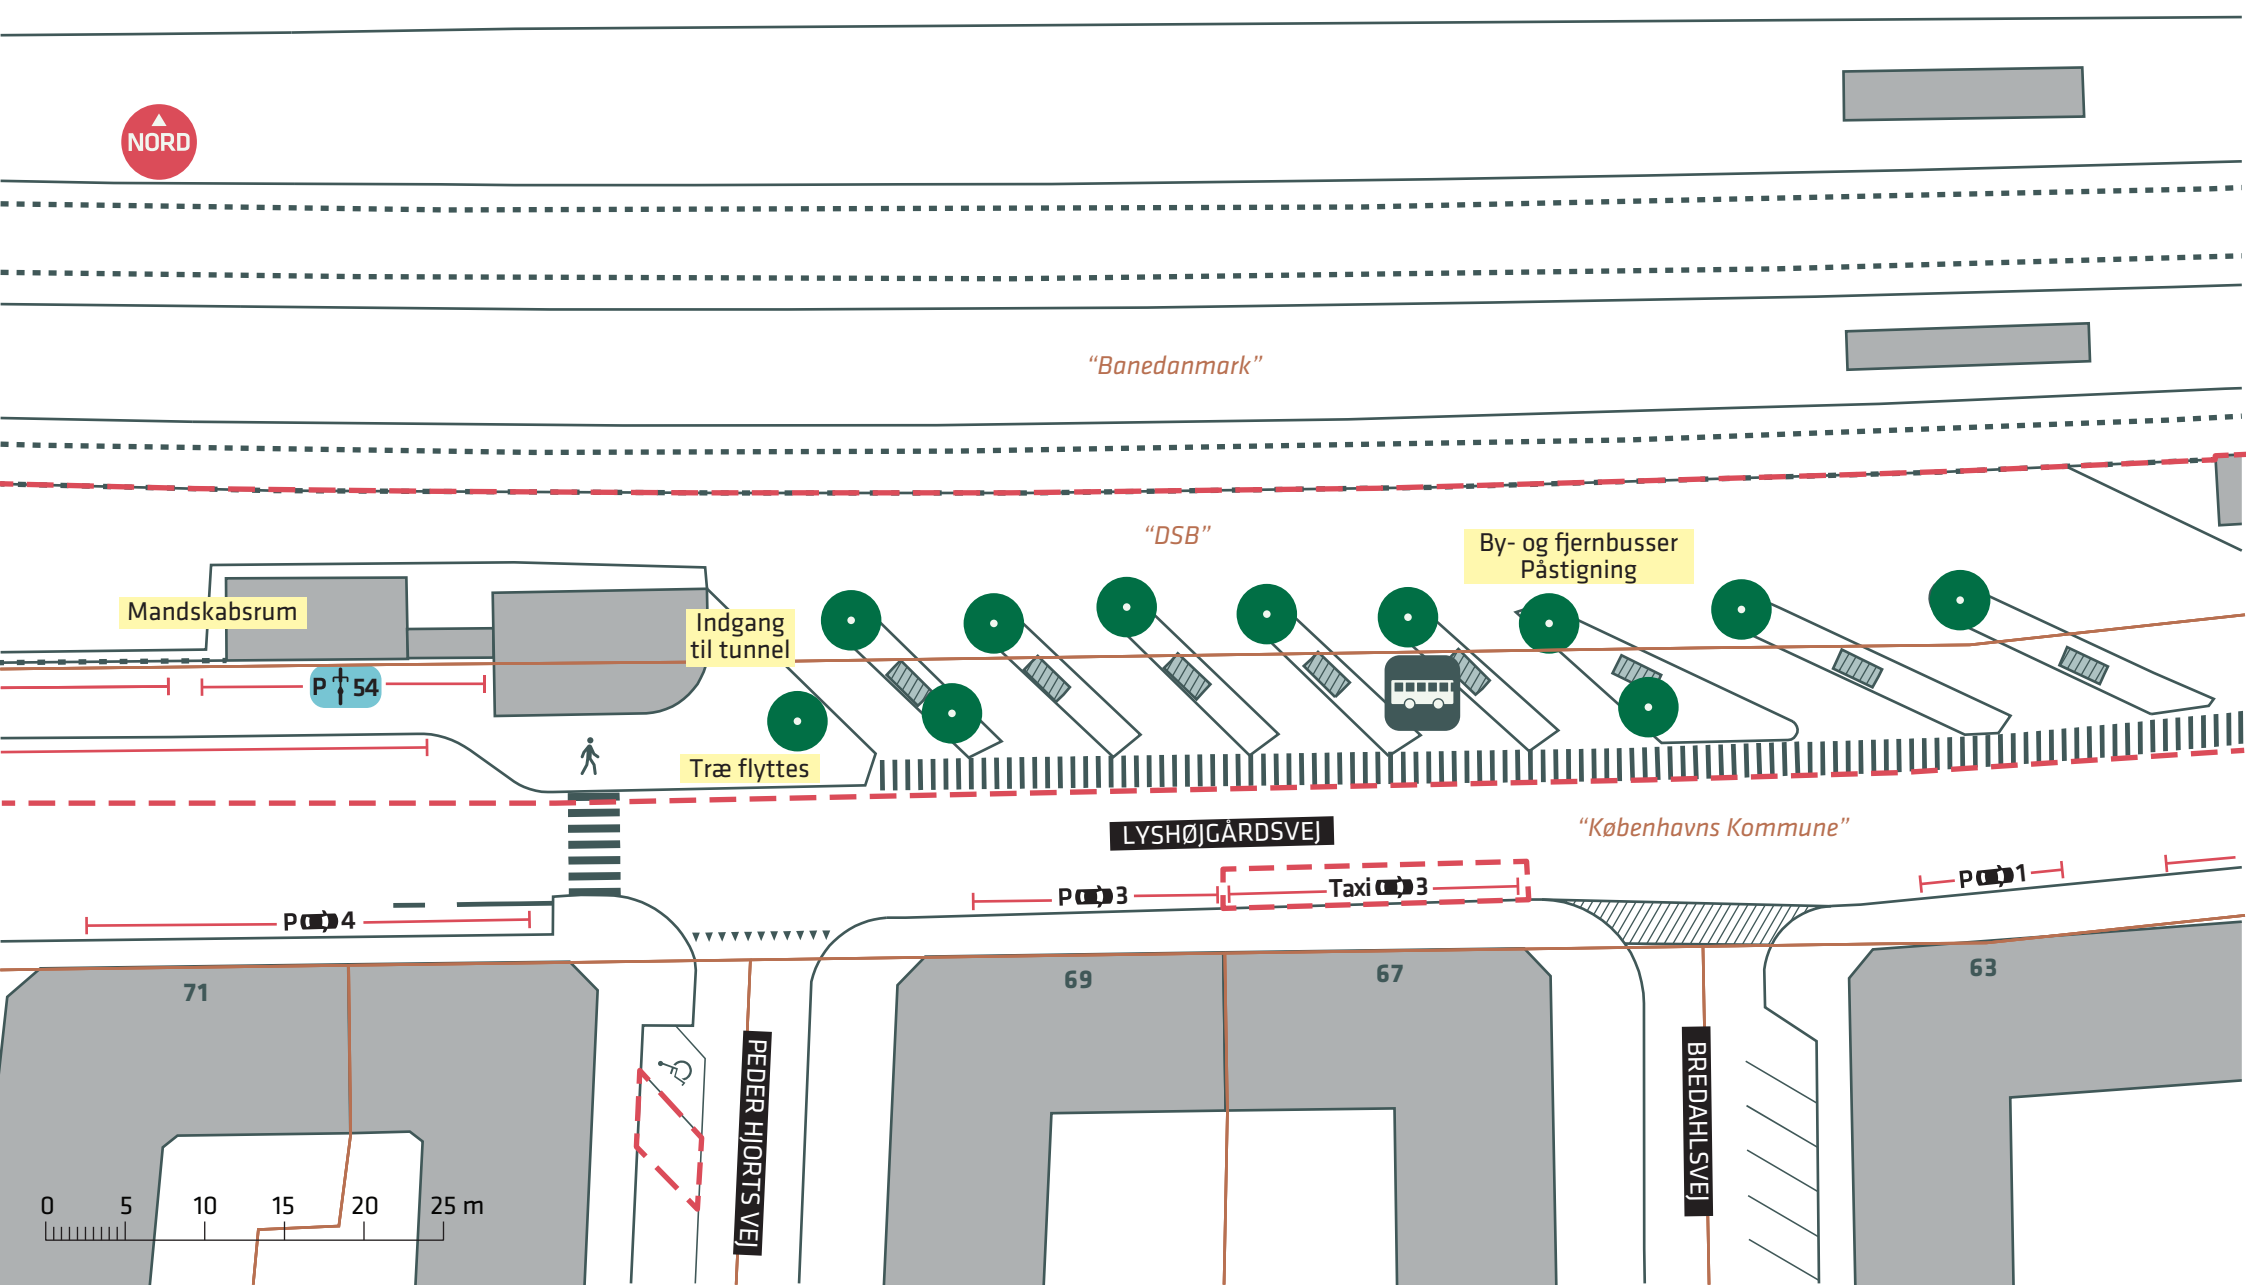 NORD
“Banedanmark”
“DSB”
By- og fjernbusser
Påstigning
Mandskabsrum
Indgang
til tunnel
P 54
Træ flyttes
LYSHØJGÅRDSVEJ
“Københavns Kommune”
P 4
P 3
Taxi 3
P 1
71
69
67
63
PEDER HJORTS VEJ
BREDAHLSVEJ
0 5 10 15 20 25 m